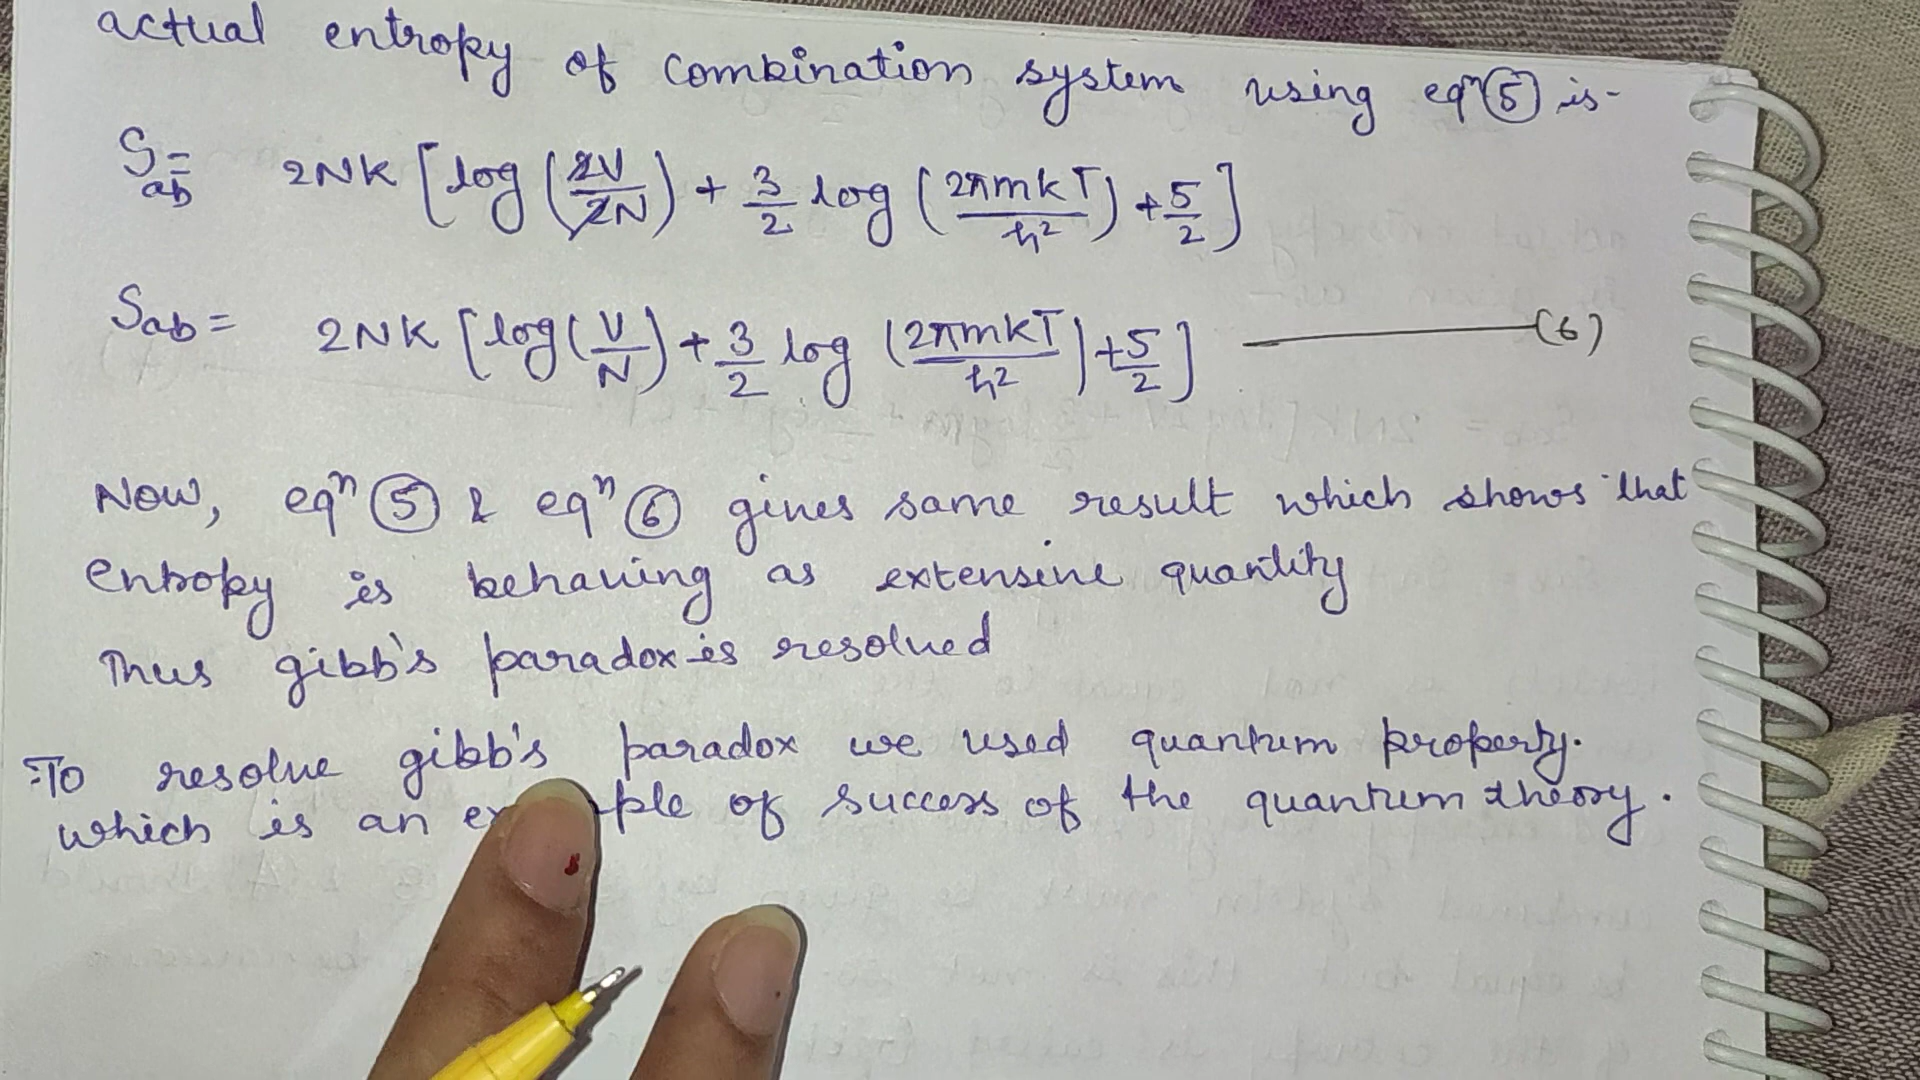 actual entropy of combination system using eqⁿ (5) is-
S_ab = 2NK [log (2V/2N) + 3/2 log (2πmkT/h²) + 5/2]
S_ab = 2NK [log (V/N) + 3/2 log (2πmkT/h²) + 5/2] ——— (6)
Now, eqⁿ (5) & eqⁿ (6) gives same result which shows that
entropy is behaving as extensive quantity
Thus gibb's paradox is resolved
To resolve gibb's paradox we used quantum property.
which is an of success of the quantum theory.